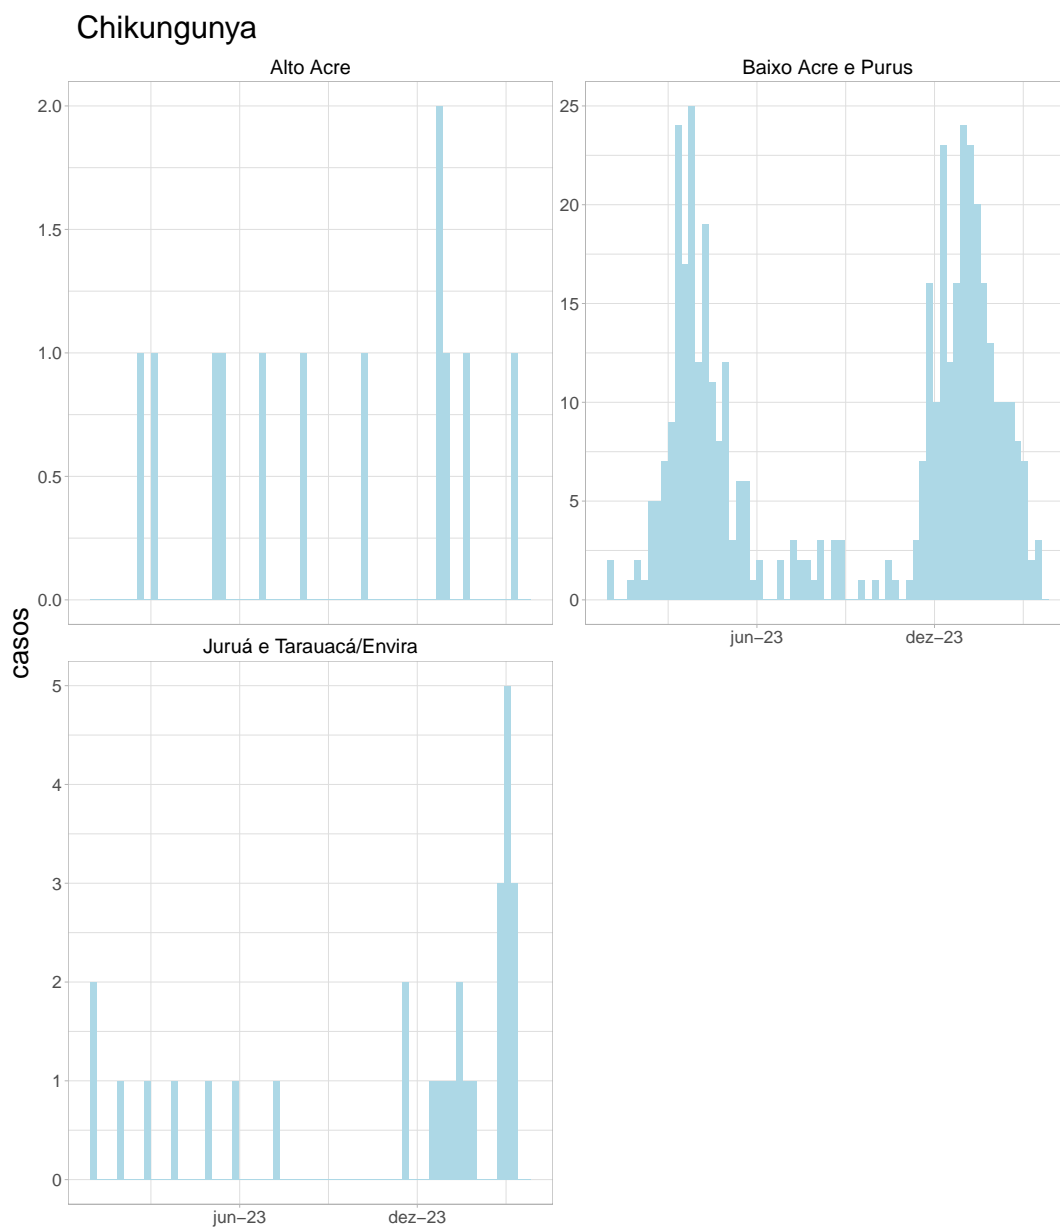 Chikungunya
Alto Acre
2.0
1.5
1.0
0.5
0.0
Baixo Acre e Purus
25
20
15
10
5
0
jun−23
dez−23
casos
Juruá e Tarauacá/Envira
5
4
3
2
1
0
jun−23
dez−23